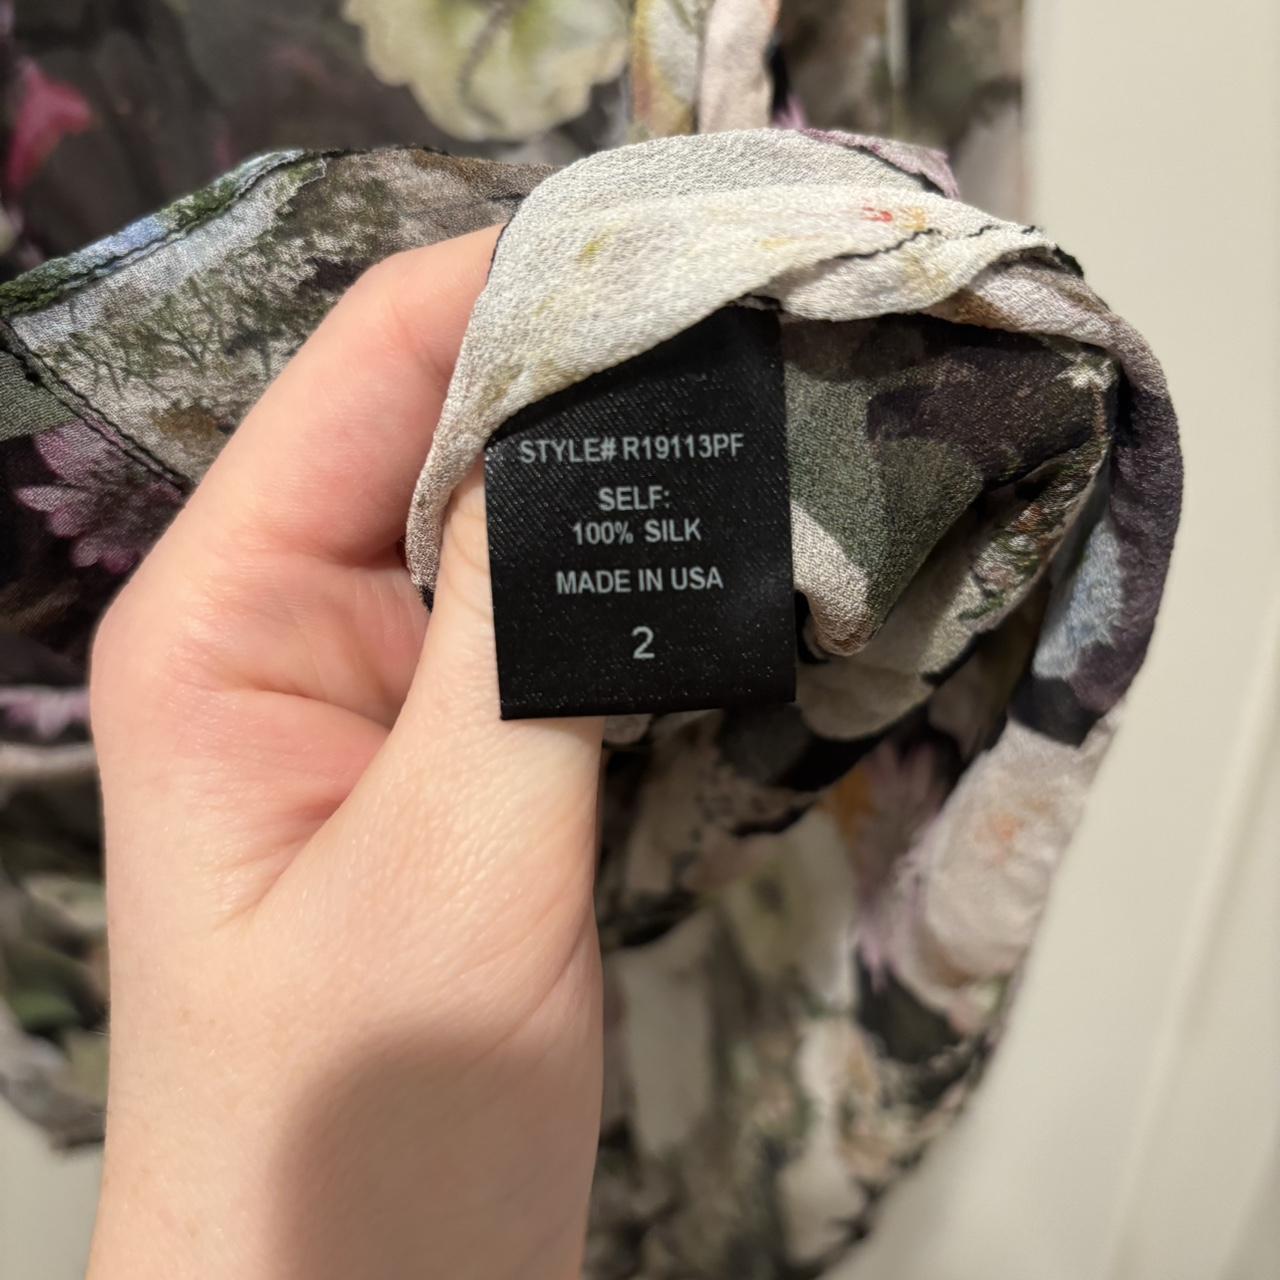 STYLE# R19113PF
SELF:
100% SILK
MADE IN USA
2